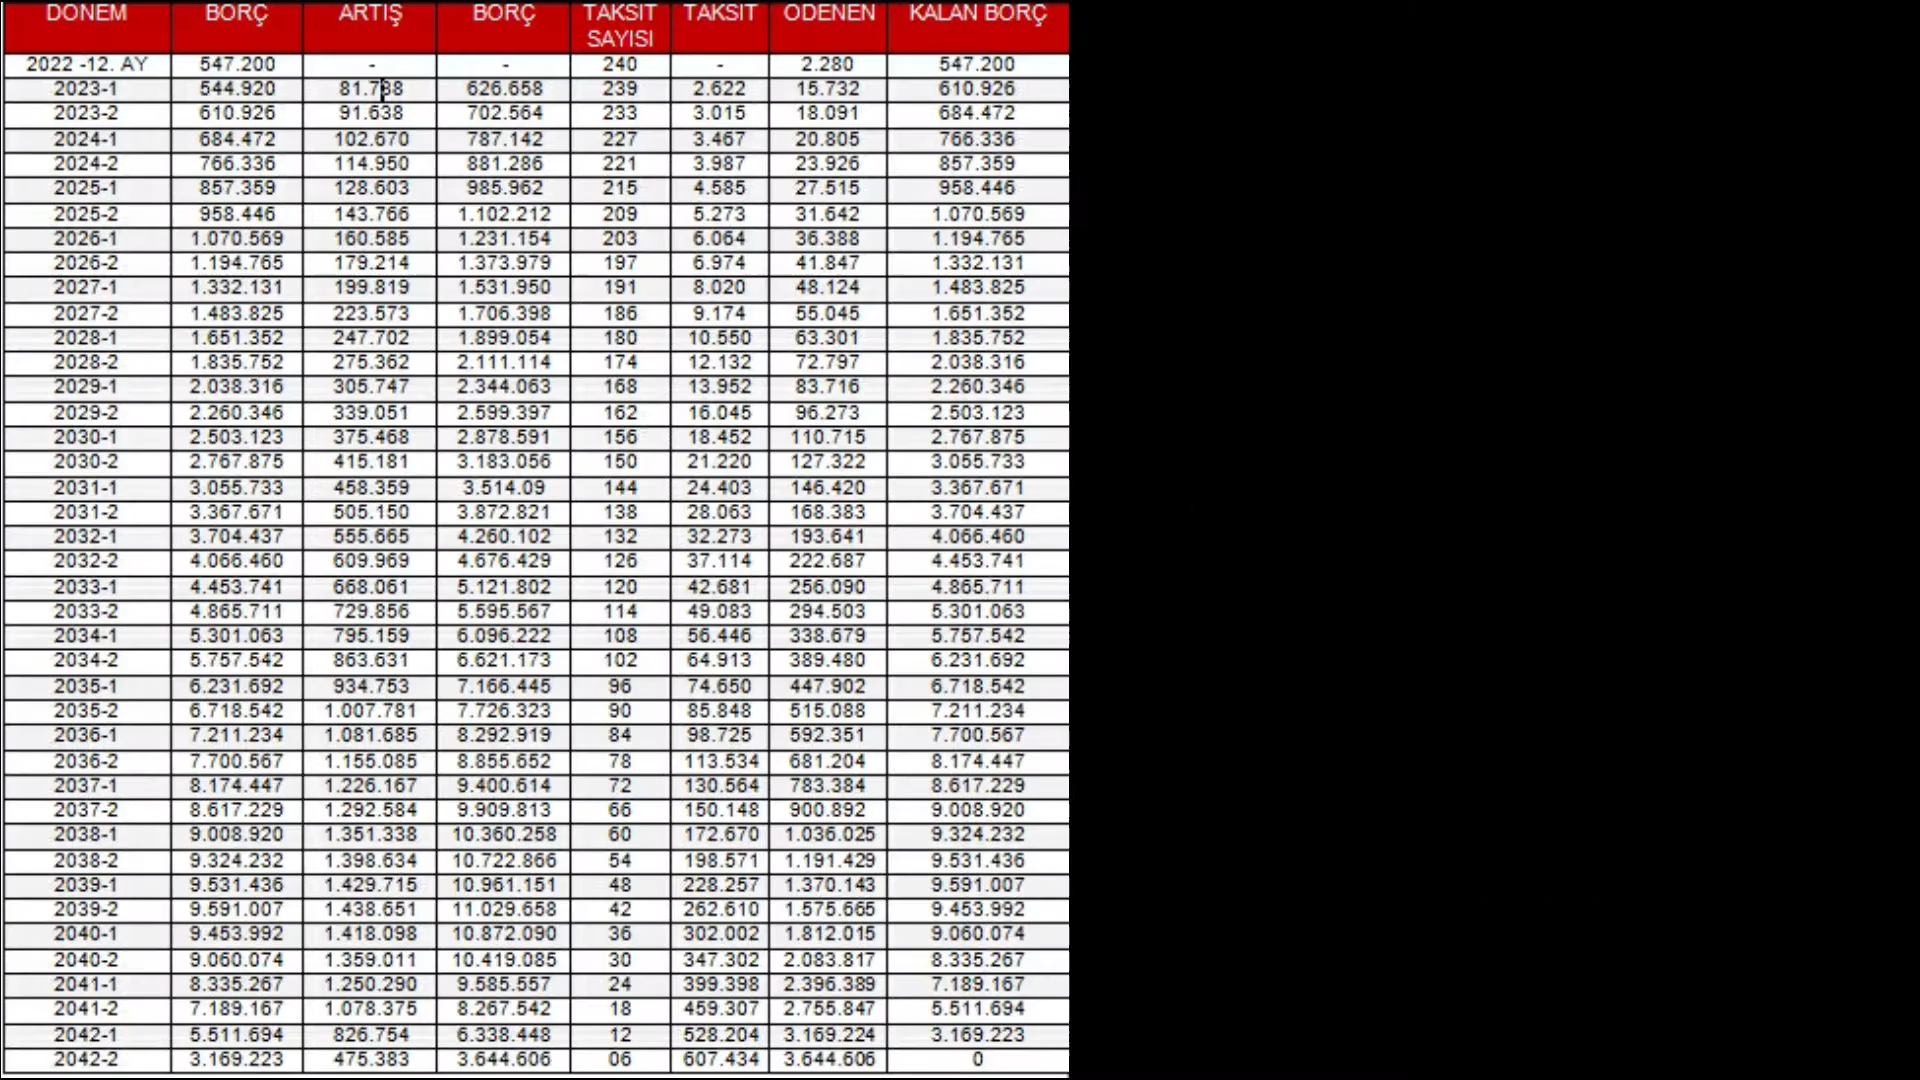 DÖNEM BORÇ ARTIŞ BORÇ TAKSİT SAYISI TAKSİT ÖDENEN KALAN BORÇ
2022 -12. AY 547.200 - - 240 - 2.280 547.200
2023-1 544.920 81.738 626.658 239 2.622 15.732 610.926
2023-2 610.926 91.638 702.564 233 3.015 18.091 684.472
2024-1 684.472 102.670 787.142 227 3.467 20.805 766.336
2024-2 766.336 114.950 881.286 221 3.987 23.926 857.359
2025-1 857.359 128.603 985.962 215 4.585 27.515 958.446
2025-2 958.446 143.766 1.102.212 209 5.273 31.642 1.070.569
2026-1 1.070.569 160.585 1.231.154 203 6.064 36.388 1.194.765
2026-2 1.194.765 179.214 1.373.979 197 6.974 41.847 1.332.131
2027-1 1.332.131 199.819 1.531.950 191 8.020 48.124 1.483.825
2027-2 1.483.825 223.573 1.706.398 186 9.174 55.045 1.651.352
2028-1 1.651.352 247.702 1.899.054 180 10.550 63.301 1.835.752
2028-2 1.835.752 275.362 2.111.114 174 12.132 72.797 2.038.316
2029-1 2.038.316 305.747 2.344.063 168 13.952 83.716 2.260.346
2029-2 2.260.346 339.051 2.599.397 162 16.045 96.273 2.503.123
2030-1 2.503.123 375.468 2.878.591 156 18.452 110.715 2.767.875
2030-2 2.767.875 415.181 3.183.056 150 21.220 127.322 3.055.733
2031-1 3.055.733 458.359 3.514.09 144 24.403 146.420 3.367.671
2031-2 3.367.671 505.150 3.872.821 138 28.063 168.383 3.704.437
2032-1 3.704.437 555.665 4.260.102 132 32.273 193.641 4.066.460
2032-2 4.066.460 609.969 4.676.429 126 37.114 222.687 4.453.741
2033-1 4.453.741 668.061 5.121.802 120 42.681 256.090 4.865.711
2033-2 4.865.711 729.856 5.595.567 114 49.083 294.503 5.301.063
2034-1 5.301.063 795.159 6.096.222 108 56.446 338.679 5.757.542
2034-2 5.757.542 863.631 6.621.173 102 64.913 389.480 6.231.692
2035-1 6.231.692 934.753 7.166.445 96 74.650 447.902 6.718.542
2035-2 6.718.542 1.007.781 7.726.323 90 85.848 515.088 7.211.234
2036-1 7.211.234 1.081.685 8.292.919 84 98.725 592.351 7.700.567
2036-2 7.700.567 1.155.085 8.855.652 78 113.534 681.204 8.174.447
2037-1 8.174.447 1.226.167 9.400.614 72 130.564 783.384 8.617.229
2037-2 8.617.229 1.292.584 9.909.813 66 150.148 900.892 9.008.920
2038-1 9.008.920 1.351.338 10.360.258 60 172.670 1.036.025 9.324.232
2038-2 9.324.232 1.398.634 10.722.866 54 198.571 1.191.429 9.531.436
2039-1 9.531.436 1.429.715 10.961.151 48 228.257 1.370.143 9.591.007
2039-2 9.591.007 1.438.651 11.029.658 42 262.610 1.575.665 9.453.992
2040-1 9.453.992 1.418.098 10.872.090 36 302.002 1.812.015 9.060.074
2040-2 9.060.074 1.359.011 10.419.085 30 347.302 2.083.817 8.335.267
2041-1 8.335.267 1.250.290 9.585.557 24 399.398 2.396.389 7.189.167
2041-2 7.189.167 1.078.375 8.267.542 18 459.307 2.755.847 5.511.694
2042-1 5.511.694 826.754 6.338.448 12 528.204 3.169.224 3.169.223
2042-2 3.169.223 475.383 3.644.606 06 607.434 3.644.606 0